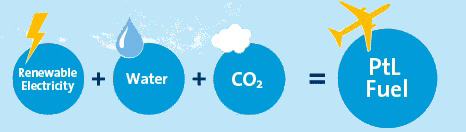 Renewable
Electricity
+
Water
+
CO₂
=
PtL
Fuel